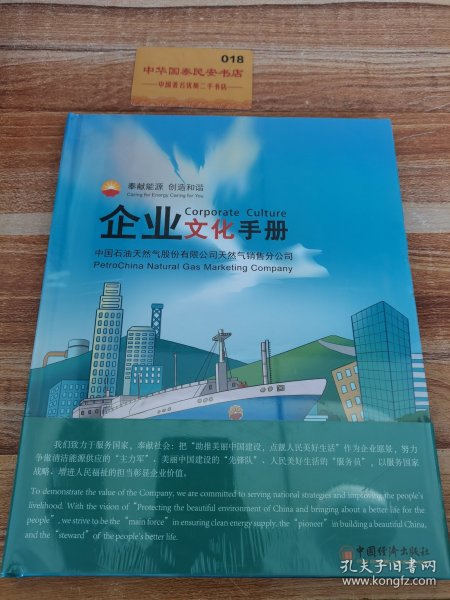 018
中华国泰民安书店
——中国著名优质二手书店——
奉献能源 创造和谐
Caring for Energy, Caring for You
Corporate Culture
企业文化手册
中国石油天然气股份有限公司天然气销售分公司
PetroChina Natural Gas Marketing Company
我们致力于服务国家，奉献社会：把“助推美丽中国建设，点靓人民美好生活”作为企业愿景，努力
争做清洁能源供应的“主力军”、美丽中国建设的“先锋队”、人民美好生活的“服务员”，以服务国家
战略、增进人民福祉的担当彰显企业价值。
To demonstrate the value of the Company, we are committed to serving national strategies and improving the people's
livelihood. With the vision of “Protecting the beautiful environment of China and bringing about a better life for the
people”, we strive to be the “main force” in ensuring clean energy supply, the “pioneer” in building a beautiful China,
and the “steward” of the people's better life.
中国经济出版社
孔夫子旧书网
www.kongfz.com